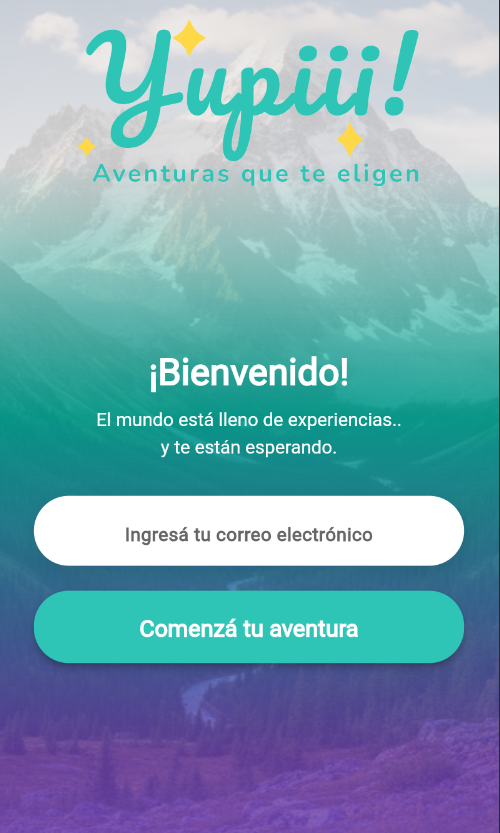 Yupiii!
Aventuras que te eligen
¡Bienvenido!
El mundo está lleno de experiencias..
y te están esperando.
Ingresá tu correo electrónico
Comenzá tu aventura